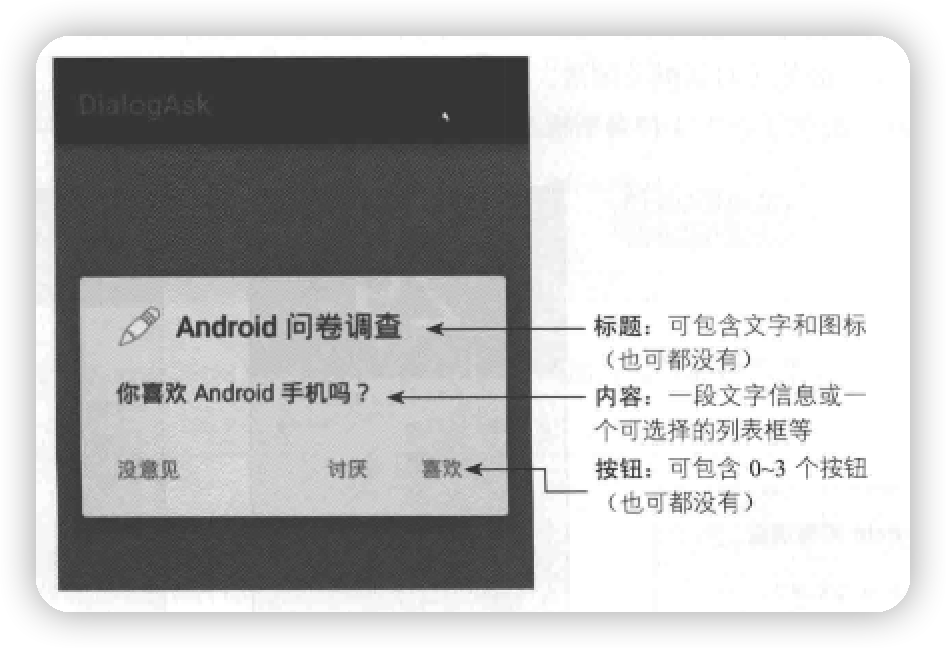 DialogAsk
Android 问卷调查
你喜欢 Android 手机吗？
没意见 讨厌 喜欢
标题：可包含文字和图标
（也可都没有）
内容：一段文字信息或一
个可选择的列表框等
按钮：可包含 0~3 个按钮
（也可都没有）